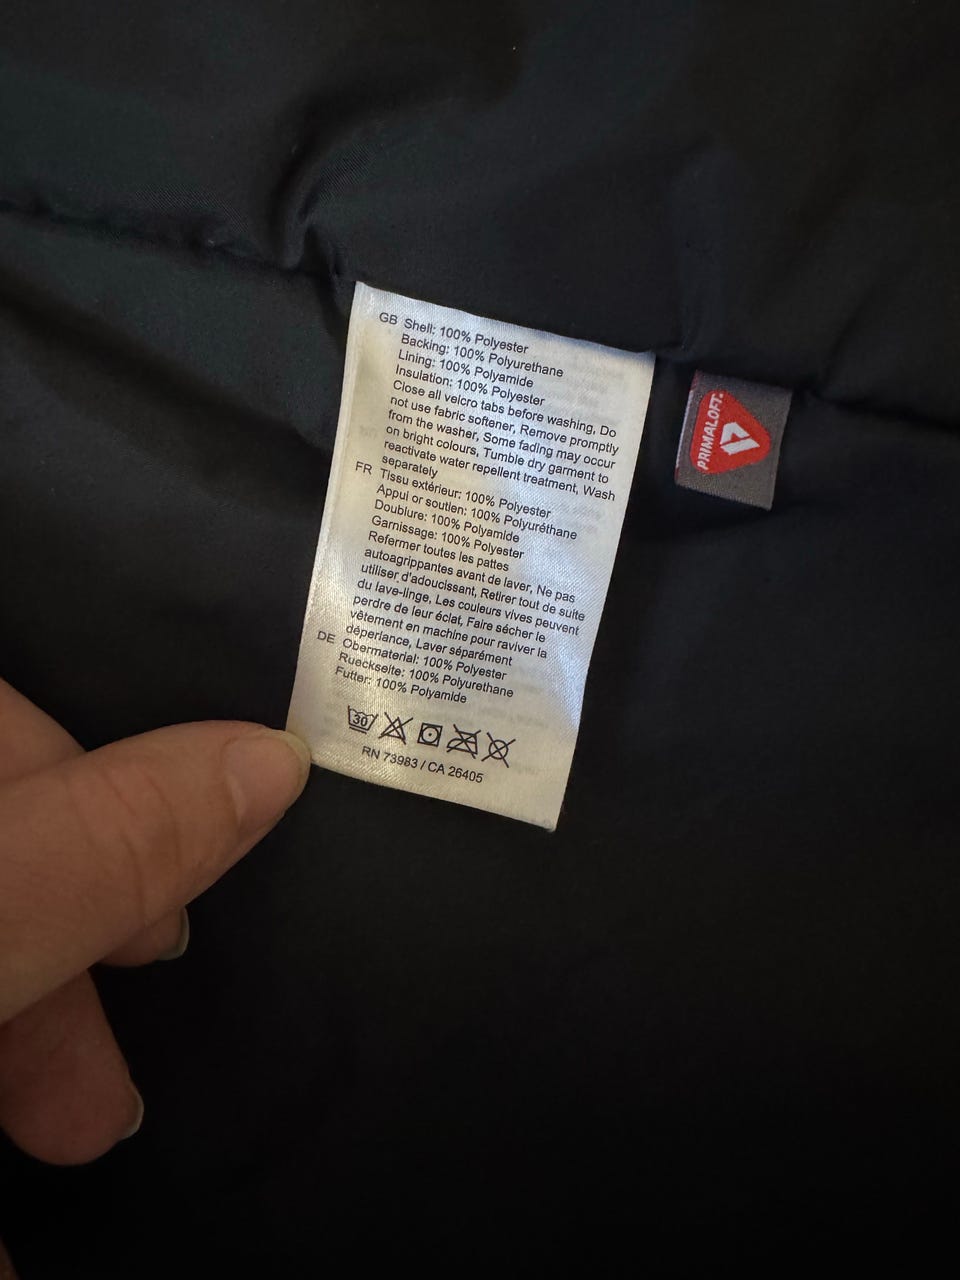 GB Shell: 100% Polyester
Backing: 100% Polyurethane
Lining: 100% Polyamide
Insulation: 100% Polyester
Close all velcro tabs before washing, Do
not use fabric softener, Remove promptly
from the washer, Some fading may occur
on bright colours, Tumble dry garment to
reactivate water repellent treatment, Wash
separately
FR Tissu extérieur: 100% Polyester
Appui or soutien: 100% Polyuréthane
Doublure: 100% Polyamide
Garnissage: 100% Polyester
Refermer toutes les pattes
autoagrippantes avant de laver, Ne pas
utiliser d'adoucissant, Retirer tout de suite
du lave-linge, Les couleurs vives peuvent
perdre de leur éclat, Faire sécher le
vêtement en machine pour raviver la
déperlance, Laver séparément
DE Obermaterial: 100% Polyester
Rueckseite: 100% Polyurethane
Futter: 100% Polyamide
30
RN 73983 / CA 26405
PRIMALOFT